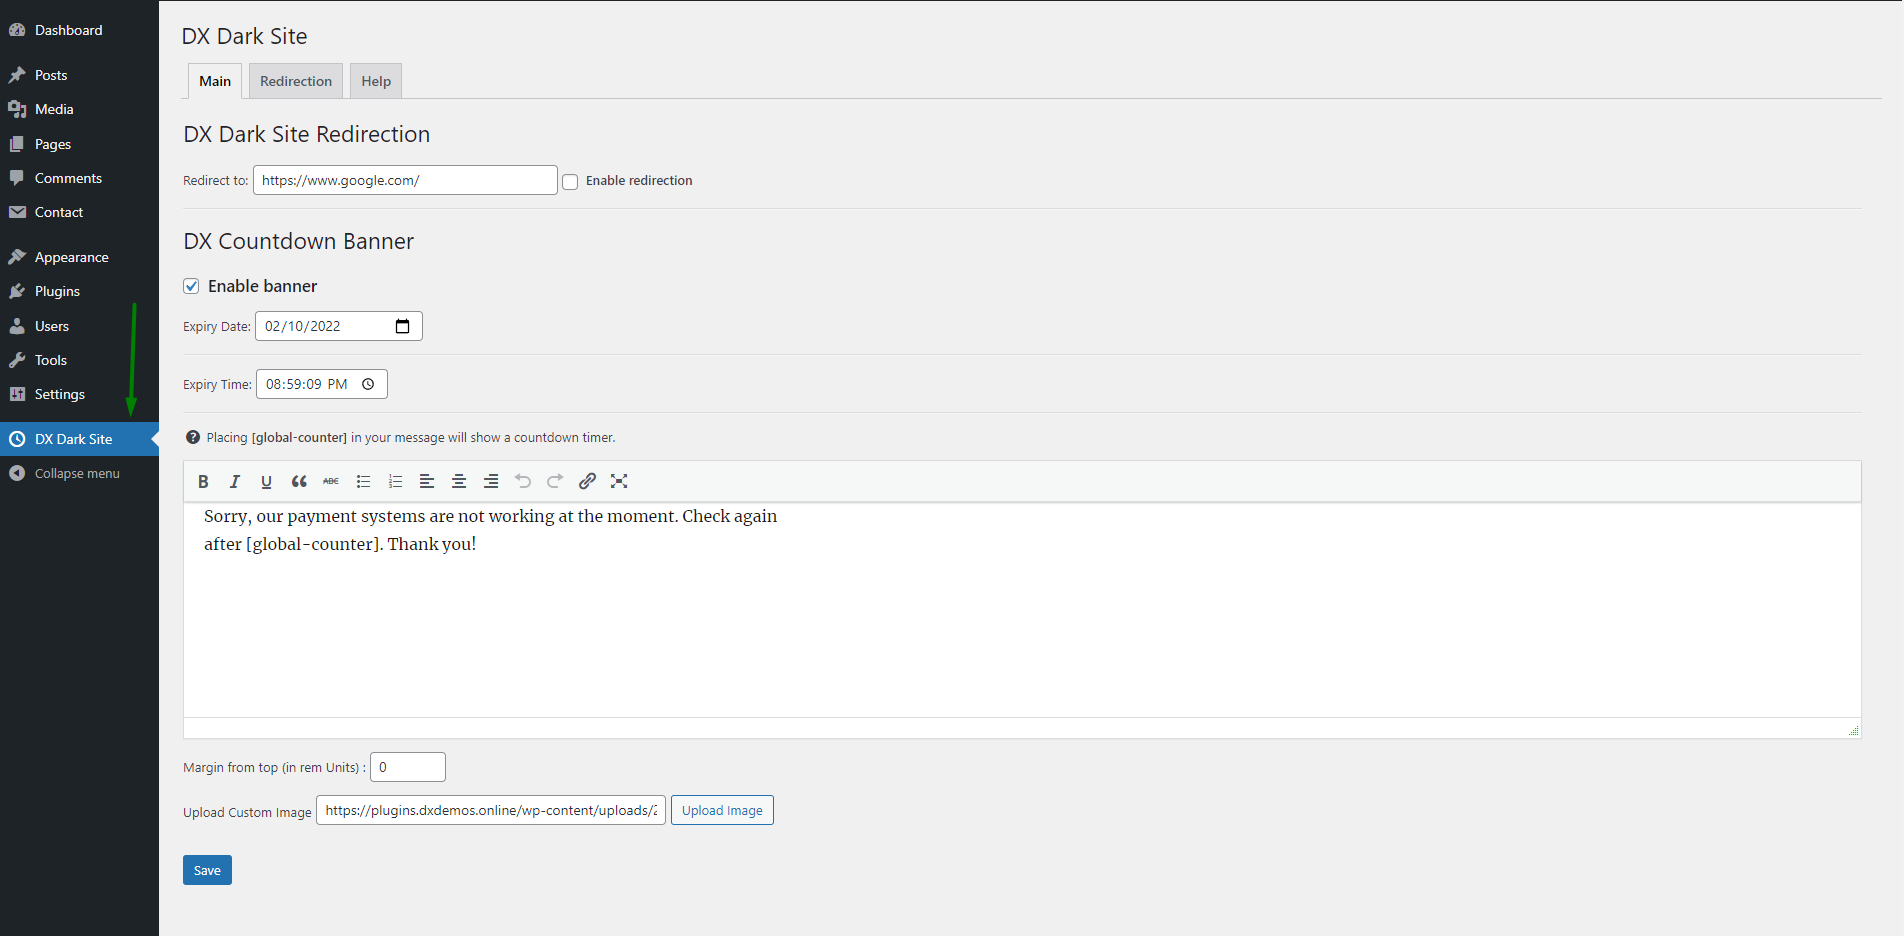 Dashboard
Posts
Media
Pages
Comments
Contact
Appearance
Plugins
Users
Tools
Settings
DX Dark Site
Collapse menu
DX Dark Site
Main Redirection Help
DX Dark Site Redirection
Redirect to: https://www.google.com/ Enable redirection
DX Countdown Banner
Enable banner
Expiry Date: 02/10/2022
Expiry Time: 08:59:09 PM
Placing [global-counter] in your message will show a countdown timer.
B I U ABC
Sorry, our payment systems are not working at the moment. Check again
after [global-counter]. Thank you!
Margin from top (in rem Units) : 0
Upload Custom Image https://plugins.dxdemos.online/wp-content/uploads/2 Upload Image
Save